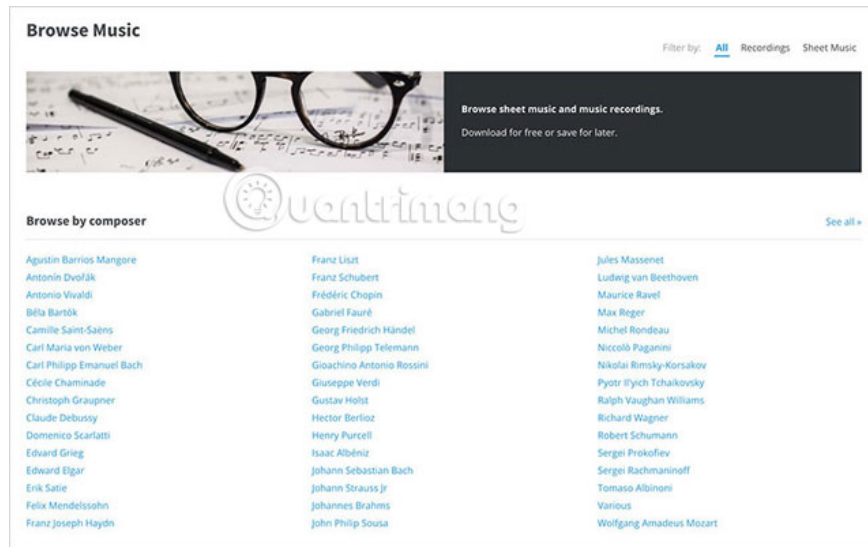 Browse Music
Filter by: All Recordings Sheet Music
Browse sheet music and music recordings.
Download for free or save for later.
Quantrimang
Browse by composer
See all »
Agustin Barrios Mangore
Antonín Dvořák
Antonio Vivaldi
Béla Bartók
Camille Saint-Saëns
Carl Maria von Weber
Carl Philipp Emanuel Bach
Cécile Chaminade
Christoph Graupner
Claude Debussy
Domenico Scarlatti
Edvard Grieg
Edward Elgar
Erik Satie
Felix Mendelssohn
Franz Joseph Haydn
Franz Liszt
Franz Schubert
Frédéric Chopin
Gabriel Fauré
Georg Friedrich Händel
Georg Philipp Telemann
Gioachino Antonio Rossini
Giuseppe Verdi
Gustav Holst
Hector Berlioz
Henry Purcell
Isaac Albéniz
Johann Sebastian Bach
Johann Strauss Jr
Johannes Brahms
John Philip Sousa
Jules Massenet
Ludwig van Beethoven
Maurice Ravel
Max Reger
Michel Rondeau
Niccolò Paganini
Nikolai Rimsky-Korsakov
Pyotr Il'yich Tchaikovsky
Ralph Vaughan Williams
Richard Wagner
Robert Schumann
Sergei Prokofiev
Sergei Rachmaninoff
Tomaso Albinoni
Various
Wolfgang Amadeus Mozart